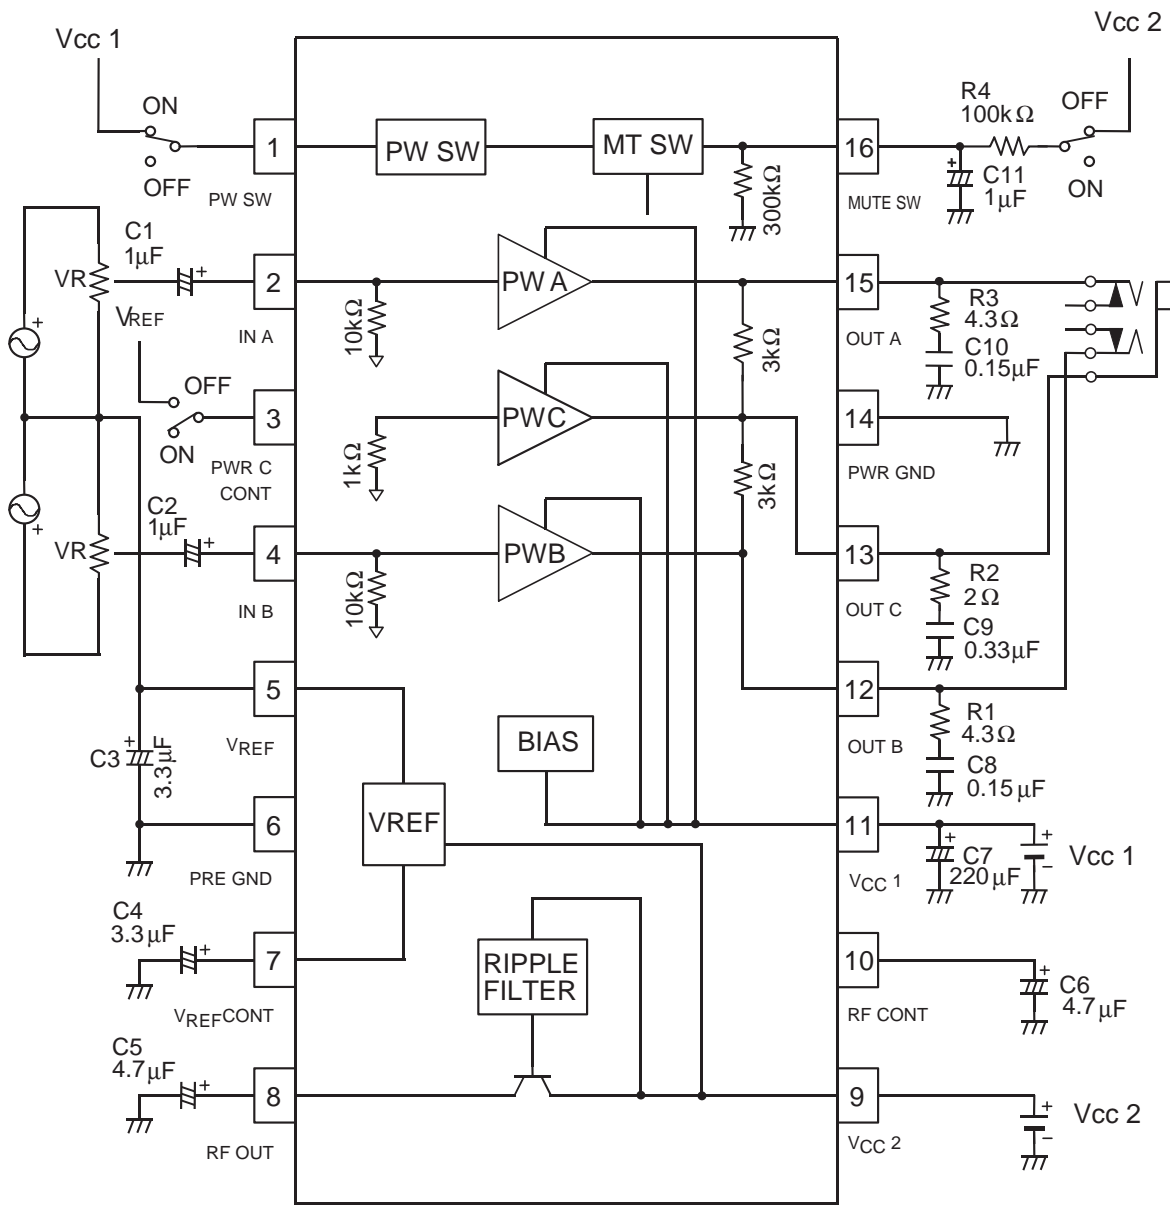 Vcc 1
Vcc 2
ON
OFF
1
PW SW
PW SW
MT SW
300kΩ
16
MUTE SW
R4
100kΩ
OFF
ON
C11
1μF
+
C1
1μF
+
VR
VREF
2
IN A
10kΩ
PW A
3kΩ
15
OUT A
R3
4.3Ω
C10
0.15μF
+
OFF
ON
3
PWR C
CONT
1kΩ
PWC
3kΩ
14
PWR GND
+
C2
1μF
+
VR
4
IN B
10kΩ
PWB
13
OUT C
R2
2Ω
C9
0.33μF
5
VREF
12
OUT B
R1
4.3Ω
C8
0.15μF
C3
+
3.3μF
BIAS
VREF
6
PRE GND
11
VCC 1
+
C7
220μF
+
−
Vcc 1
C4
3.3μF
+
7
VREFCONT
RIPPLE
FILTER
10
RF CONT
+
C6
4.7μF
C5
4.7μF
+
8
RF OUT
9
VCC 2
+
−
Vcc 2